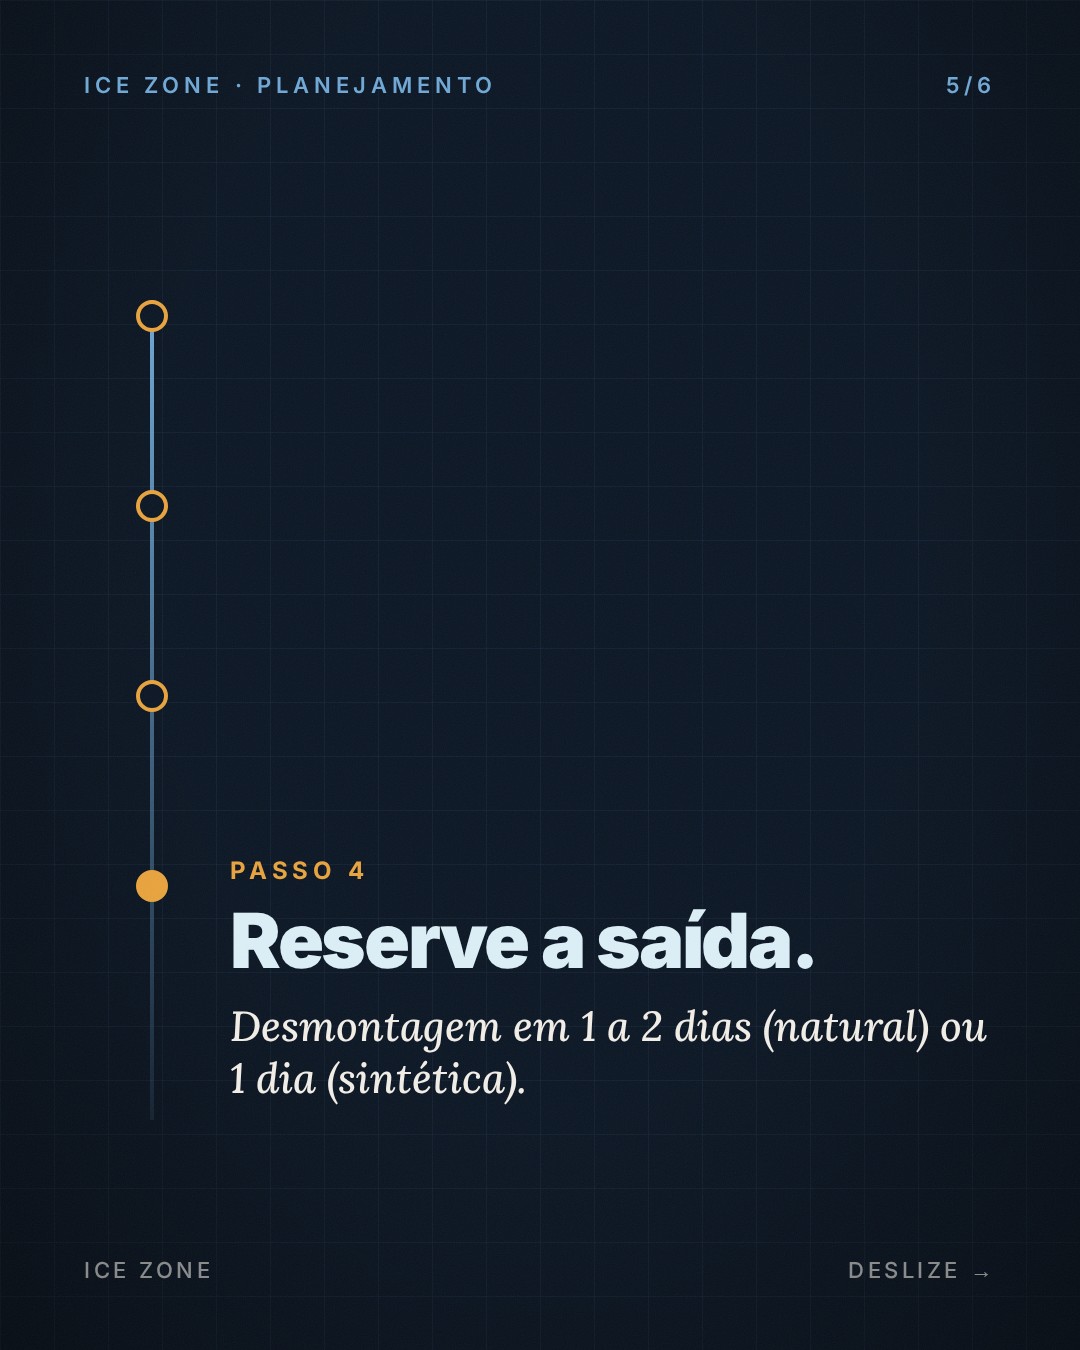 ICE ZONE · PLANEJAMENTO
5/6
PASSO 4
Reserve a saída.
Desmontagem em 1 a 2 dias (natural) ou
1 dia (sintética).
ICE ZONE
DESLIZE →